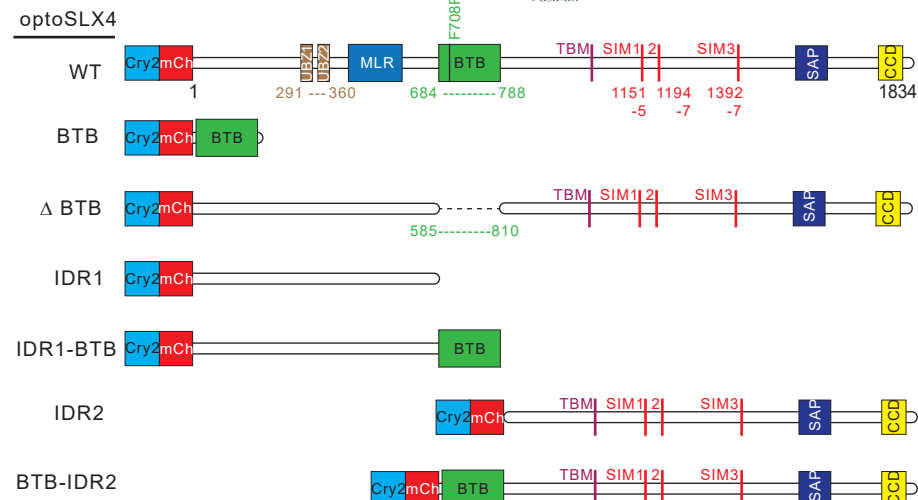 optoSLX4
F708R
WT Cry2 mCh UBZ1 UBZ2 MLR BTB TBM SIM1 2 SIM3 SAP CCD
1 291 --- 360 684 --------- 788 1151 1194 1392 1834
-5 -7 -7
BTB Cry2 mCh BTB
Δ BTB Cry2 mCh TBM SIM1 2 SIM3 SAP CCD
585---------810
IDR1 Cry2 mCh
IDR1-BTB Cry2 mCh BTB
IDR2 Cry2 mCh TBM SIM1 2 SIM3 SAP CCD
BTB-IDR2 Cry2 mCh BTB TBM SIM1 2 SIM3 SAP CCD